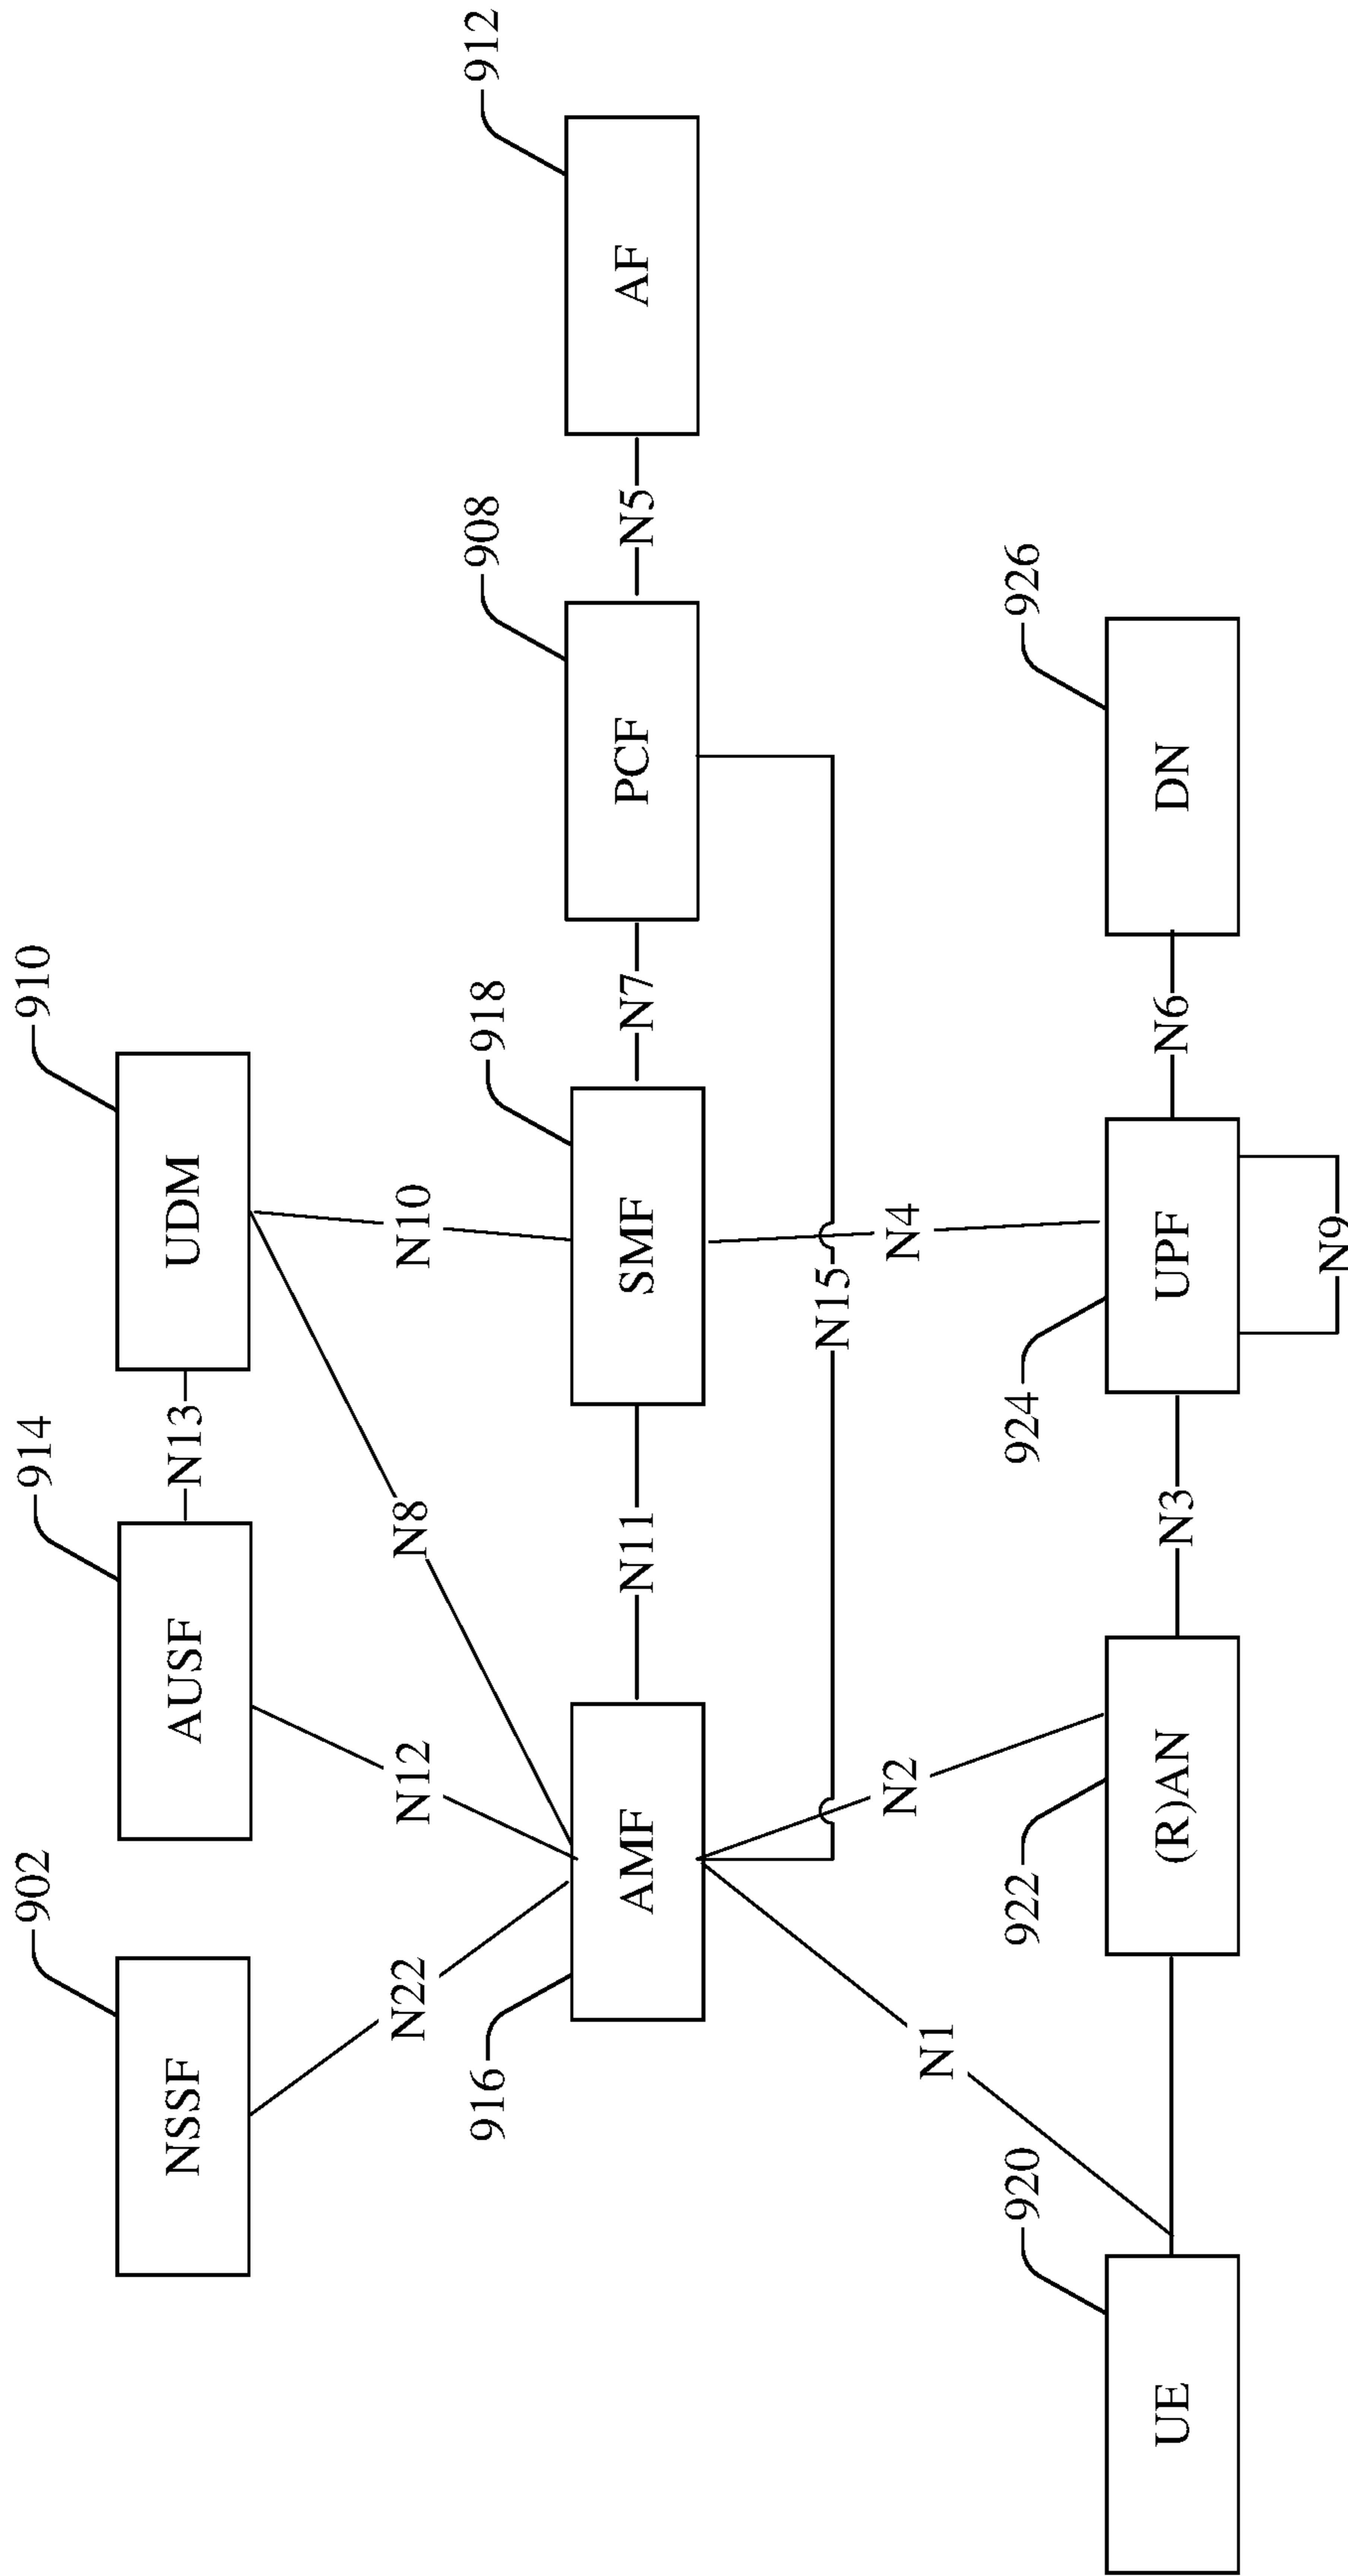 902
914
910
NSSF
AUSF
N13
UDM
N22
N12
N8
N10
916
918
908
912
AMF
N11
SMF
N7
PCF
N5
AF
N15
N1
N2
N4
920
922
924
926
UE
(R)AN
N3
UPF
N6
DN
N9